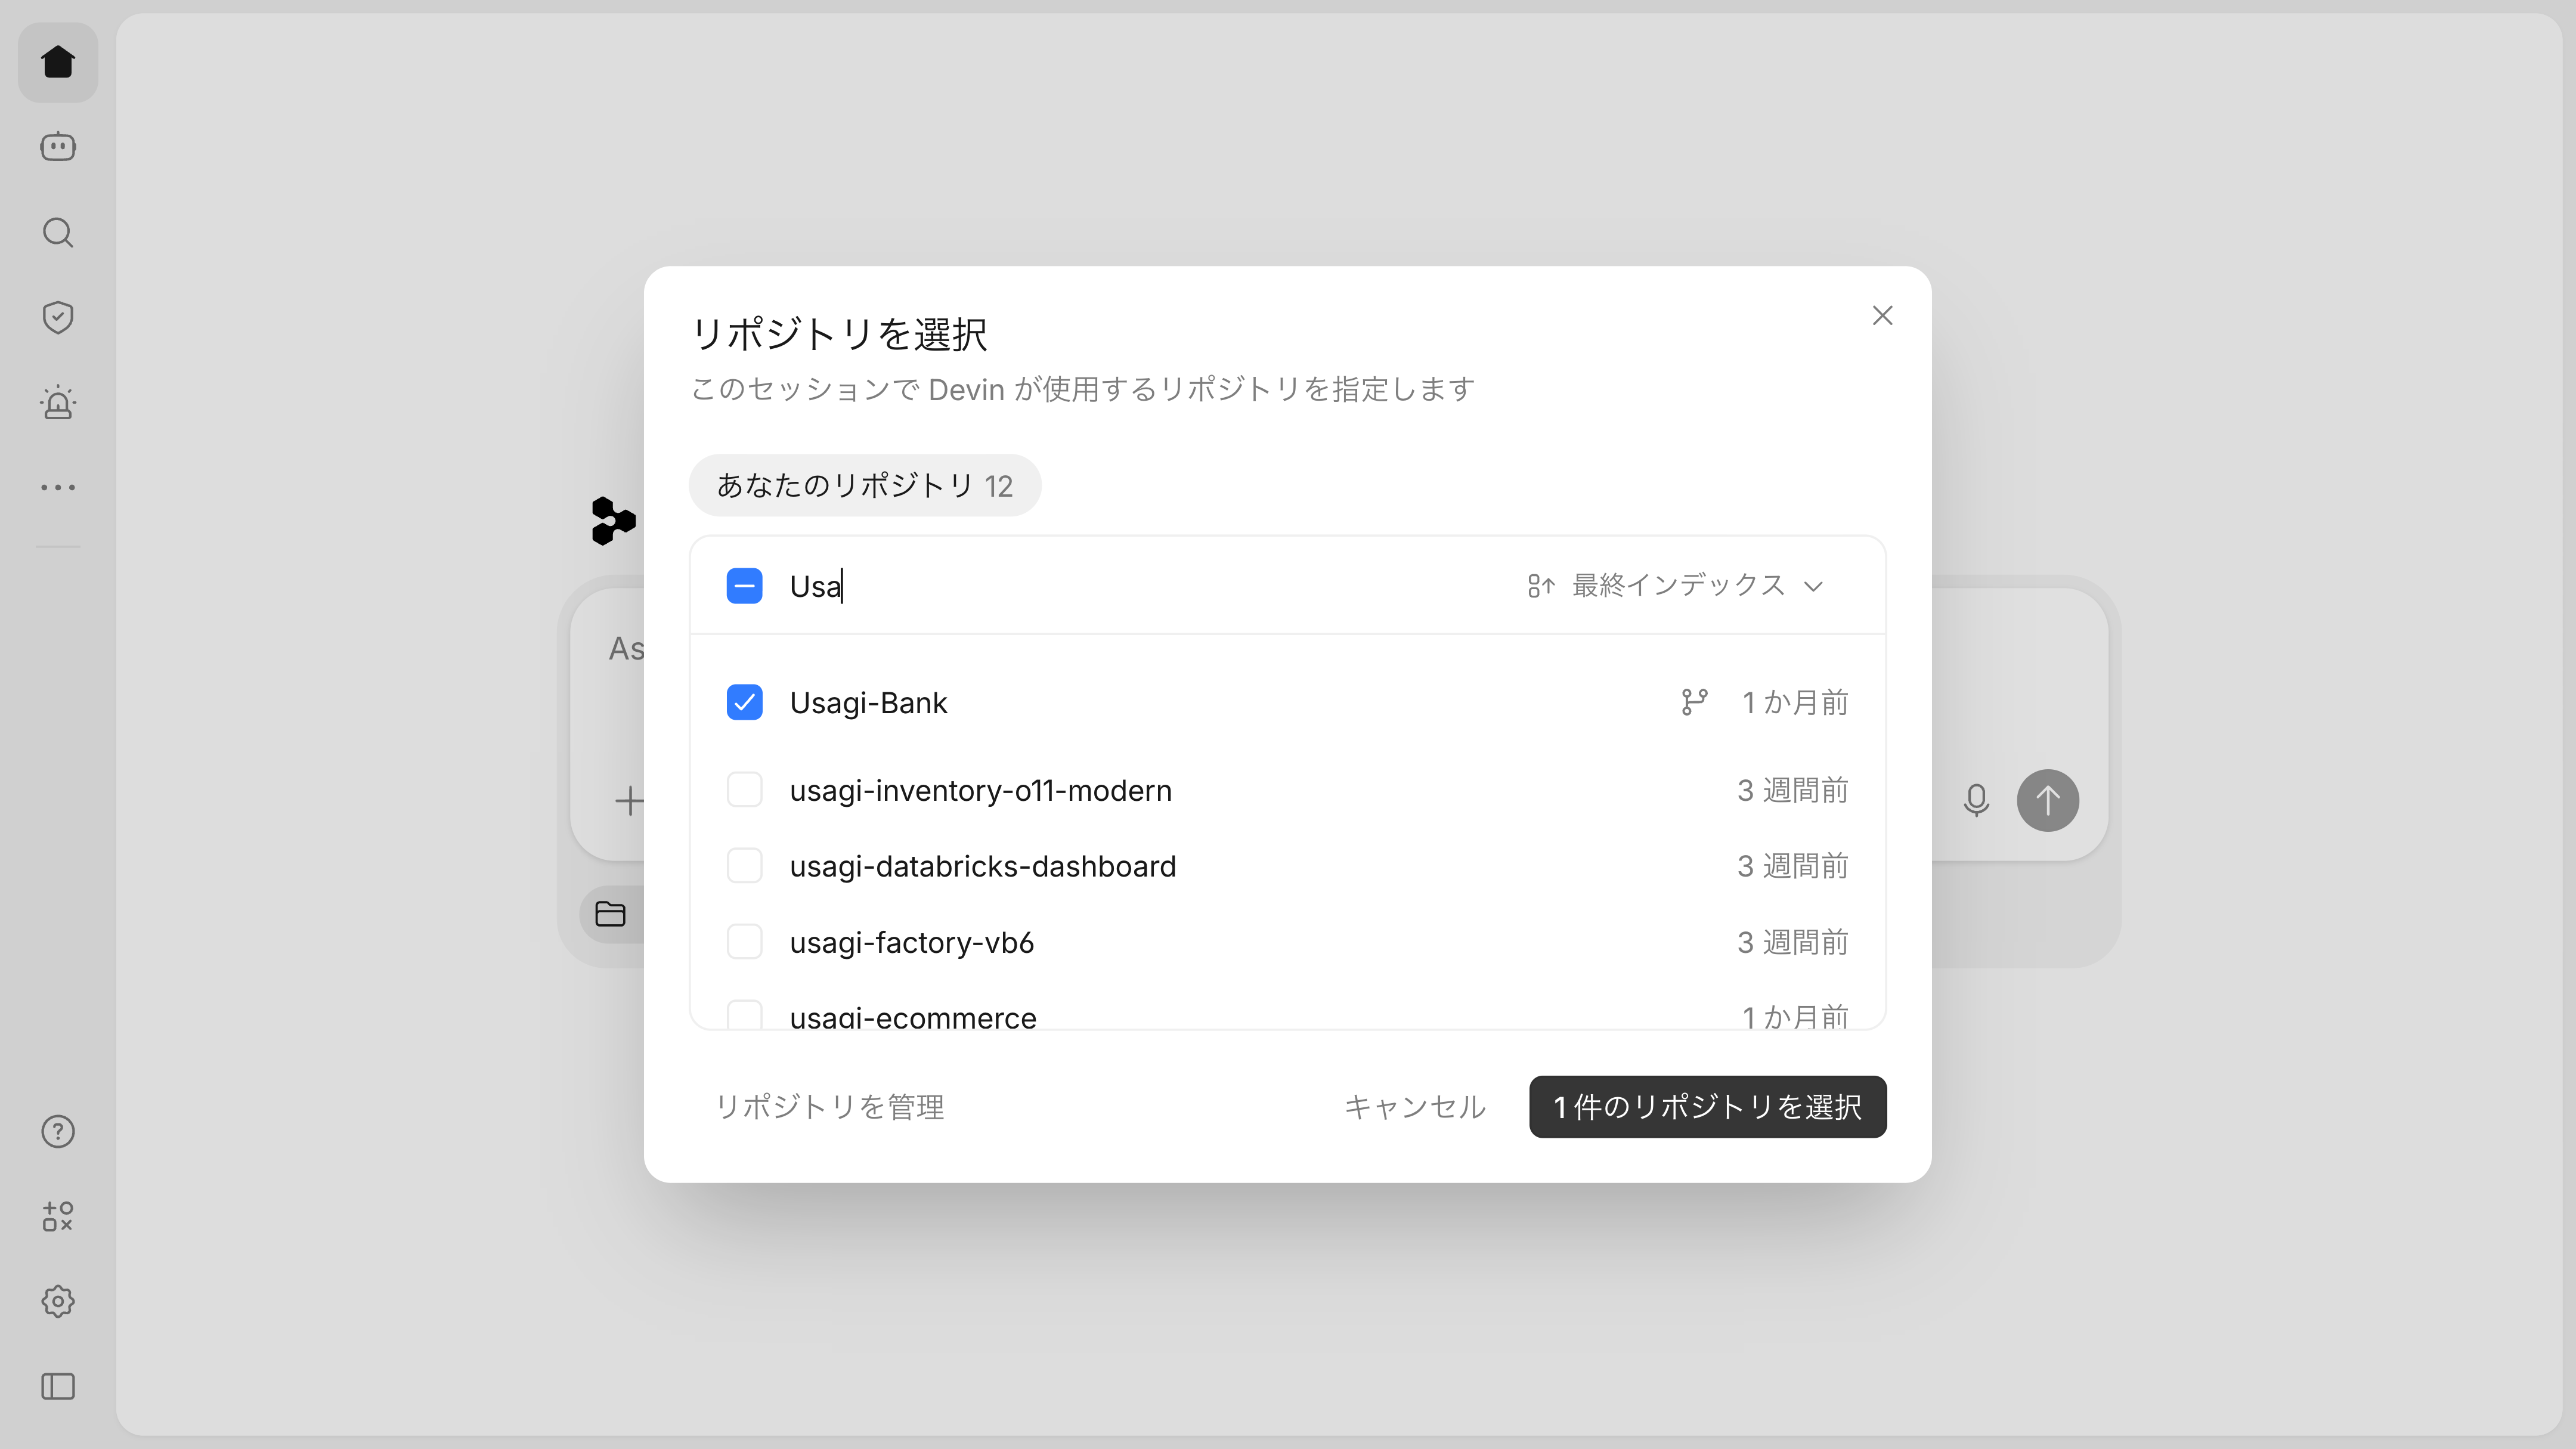 リポジトリを選択
このセッションで Devin が使用するリポジトリを指定します
あなたのリポジトリ 12
Usa 最終インデックス
As
Usagi-Bank 1 か月前
usagi-inventory-o11-modern 3 週間前
usagi-databricks-dashboard 3 週間前
usagi-factory-vb6 3 週間前
usagi-ecommerce 1 か月前
リポジトリを管理 キャンセル 1 件のリポジトリを選択